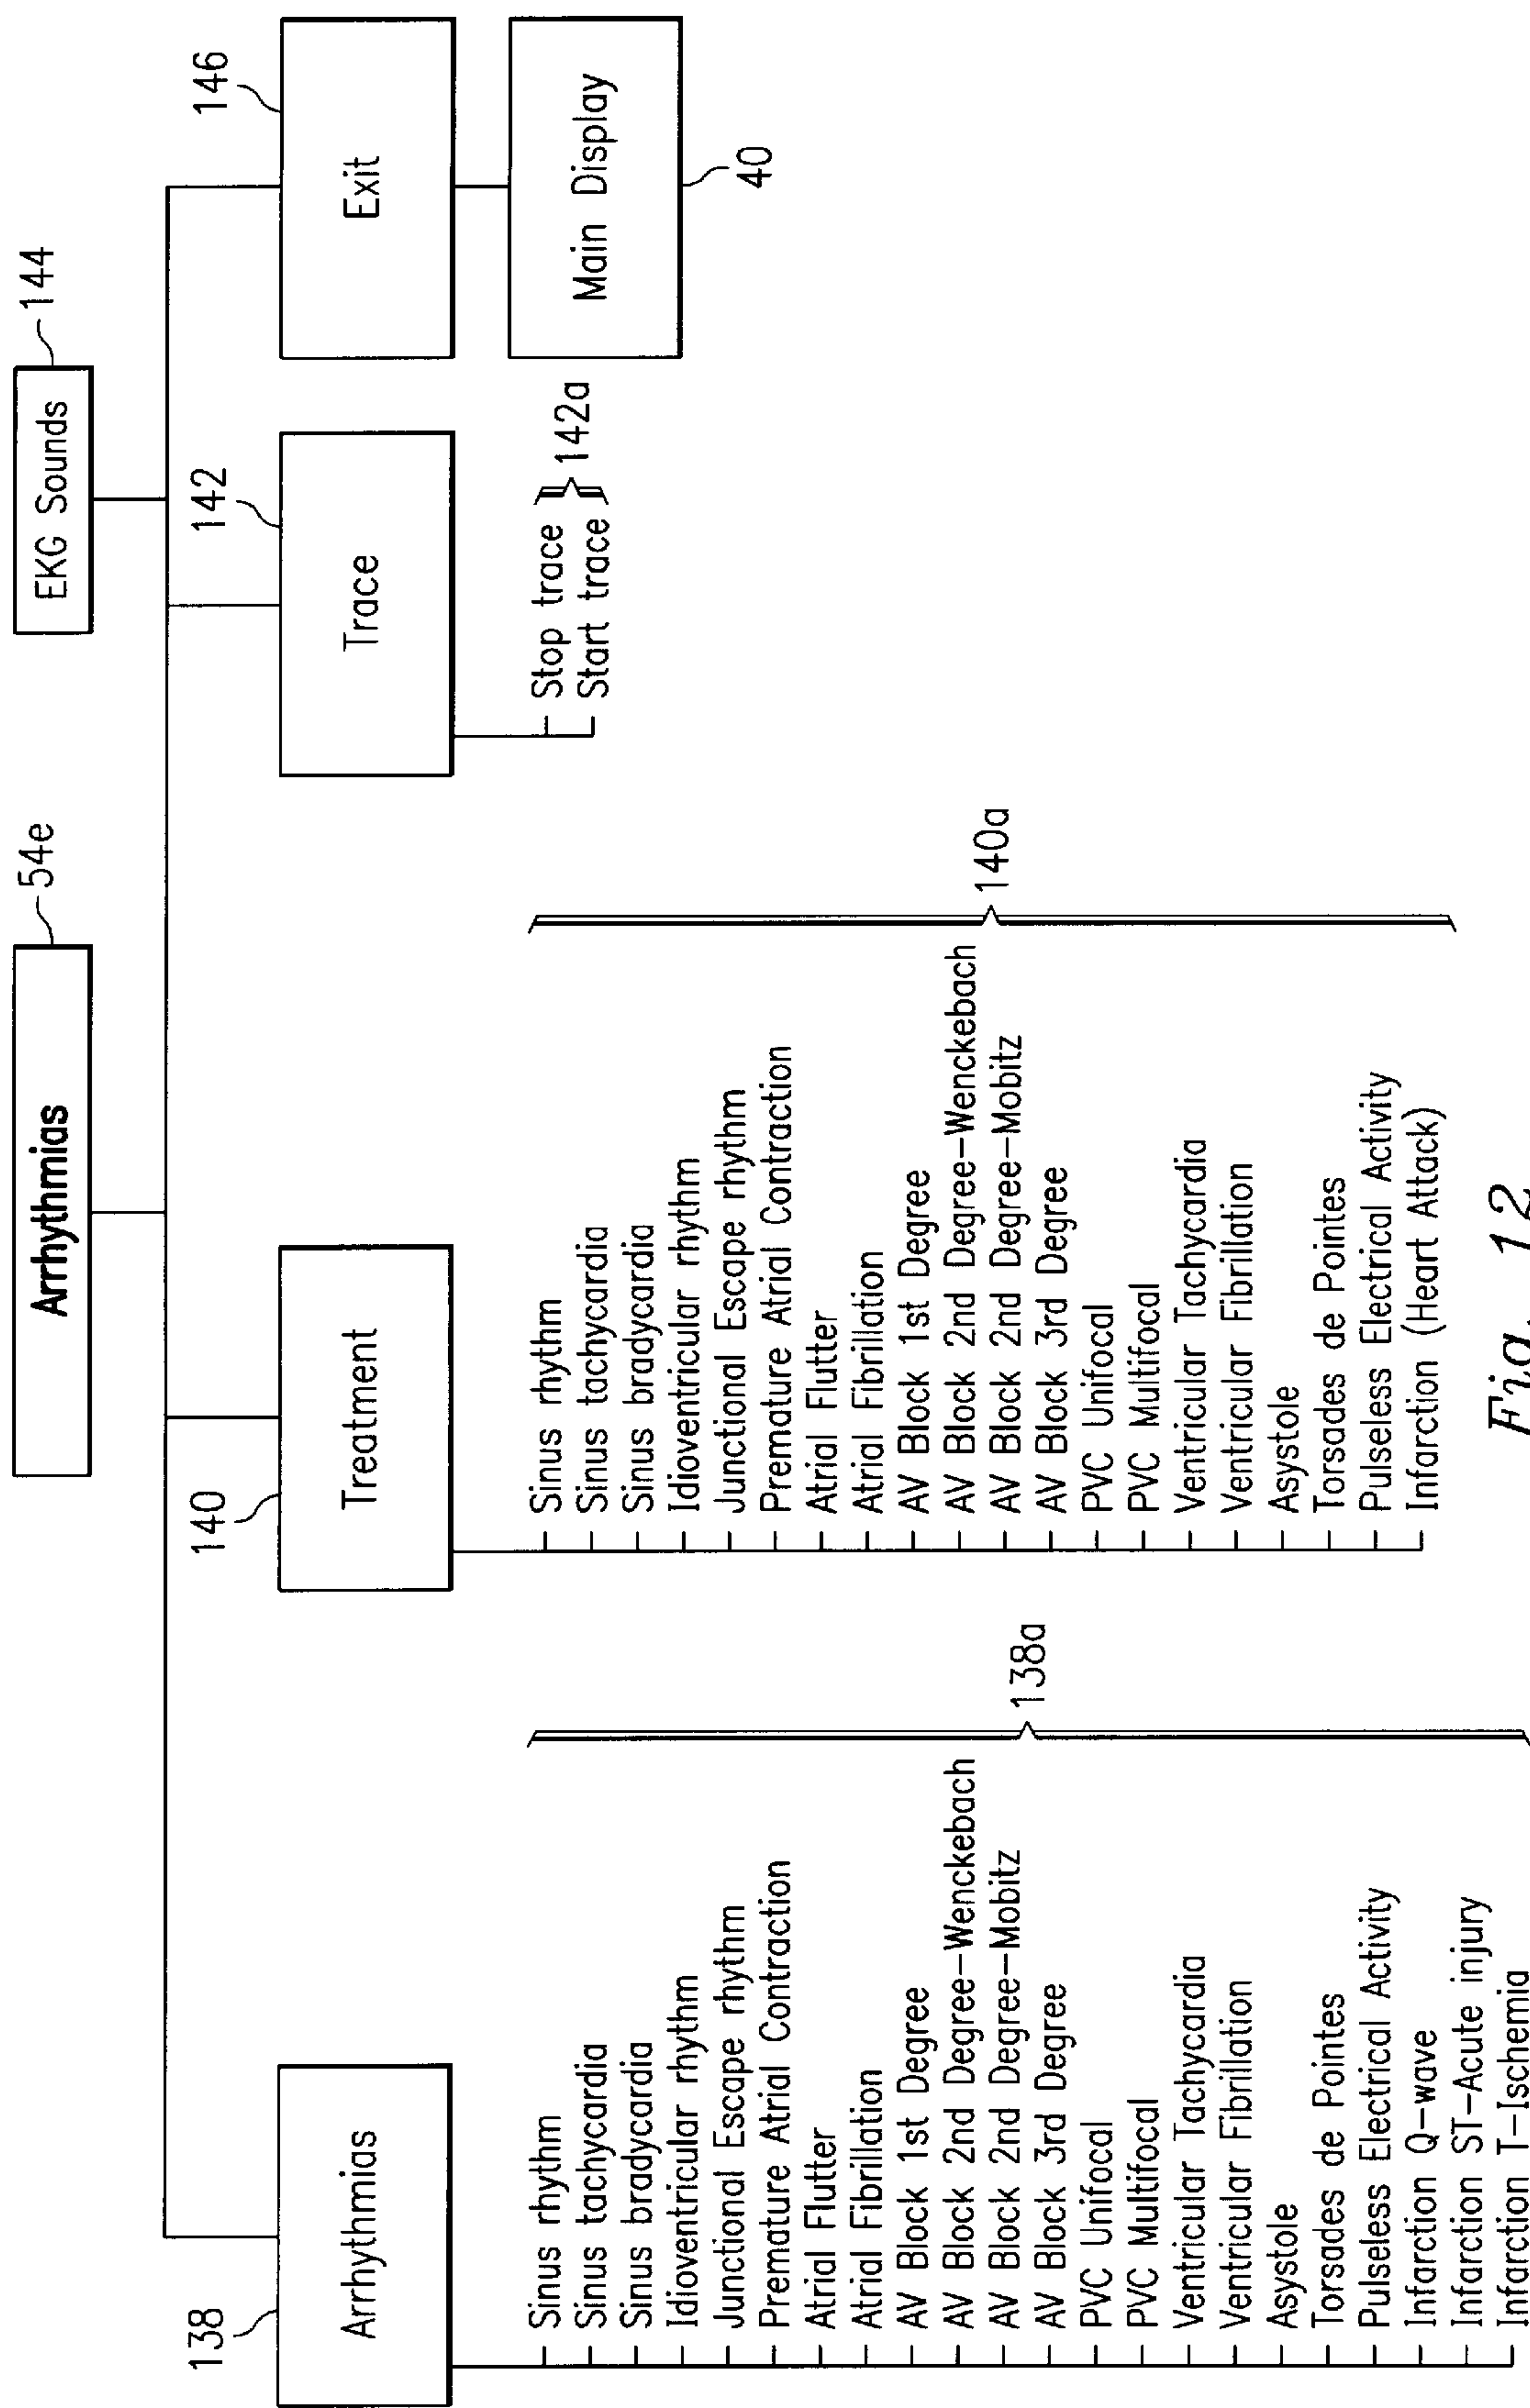 Arrhythmias
54e
EKG Sounds
144
138
Arrhythmias
140
Treatment
142
Trace
146
Exit
Sinus rhythm
Sinus tachycardia
Sinus bradycardia
Idioventricular rhythm
Junctional Escape rhythm
Premature Atrial Contraction
Atrial Flutter
Atrial Fibrillation
AV Block 1st Degree
AV Block 2nd Degree-Wenckebach
AV Block 2nd Degree-Mobitz
AV Block 3rd Degree
PVC Unifocal
PVC Multifocal
Ventricular Tachycardia
Ventricular Fibrillation
Asystole
Torsades de Pointes
Pulseless Electrical Activity
Infarction Q-wave
Infarction ST-Acute injury
Infarction T-Ischemia
138a
Sinus rhythm
Sinus tachycardia
Sinus bradycardia
Idioventricular rhythm
Junctional Escape rhythm
Premature Atrial Contraction
Atrial Flutter
Atrial Fibrillation
AV Block 1st Degree
AV Block 2nd Degree-Wenckebach
AV Block 2nd Degree-Mobitz
AV Block 3rd Degree
PVC Unifocal
PVC Multifocal
Ventricular Tachycardia
Ventricular Fibrillation
Asystole
Torsades de Pointes
Pulseless Electrical Activity
Infarction (Heart Attack)
140a
Stop trace
Start trace
142a
Main Display
40
Fig. 12